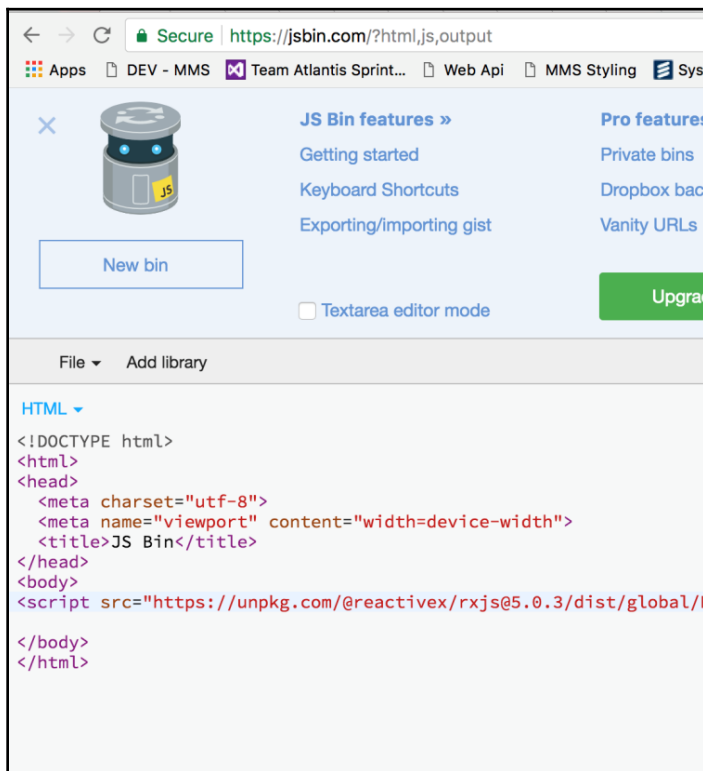 Secure https://jsbin.com/?html,js,output
Apps DEV - MMS Team Atlantis Sprint... Web Api MMS Styling Sys
JS Bin features » Pro features
Getting started Private bins
Keyboard Shortcuts Dropbox bac
Exporting/importing gist Vanity URLs
JS
New bin
Textarea editor mode Upgra
File Add library
HTML
<!DOCTYPE html>
<html>
<head>
<meta charset="utf-8">
<meta name="viewport" content="width=device-width">
<title>JS Bin</title>
</head>
<body>
<script src="https://unpkg.com/@reactivex/rxjs@5.0.3/dist/global/
</body>
</html>